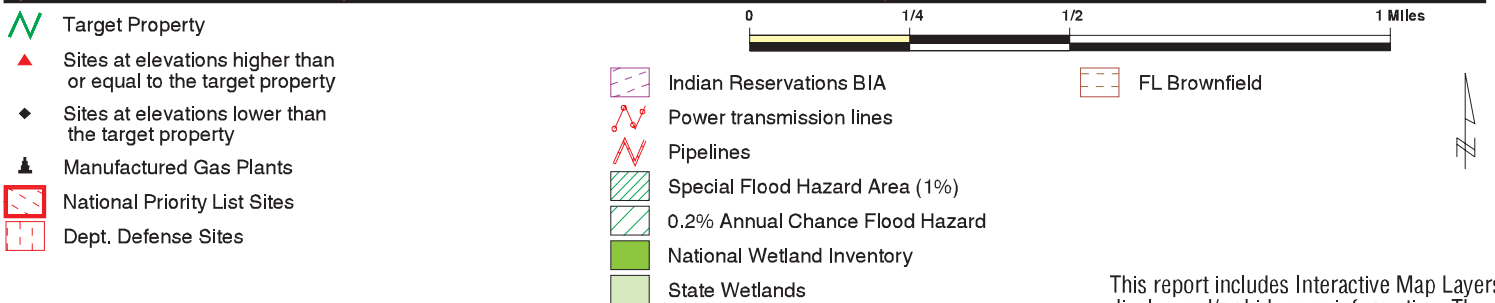 0 1/4 1/2 1 Miles
Target Property
Sites at elevations higher than
or equal to the target property
Sites at elevations lower than
the target property
Manufactured Gas Plants
National Priority List Sites
Dept. Defense Sites
Indian Reservations BIA
Power transmission lines
Pipelines
Special Flood Hazard Area (1%)
0.2% Annual Chance Flood Hazard
National Wetland Inventory
State Wetlands
FL Brownfield
N
This report includes Interactive Map Layers